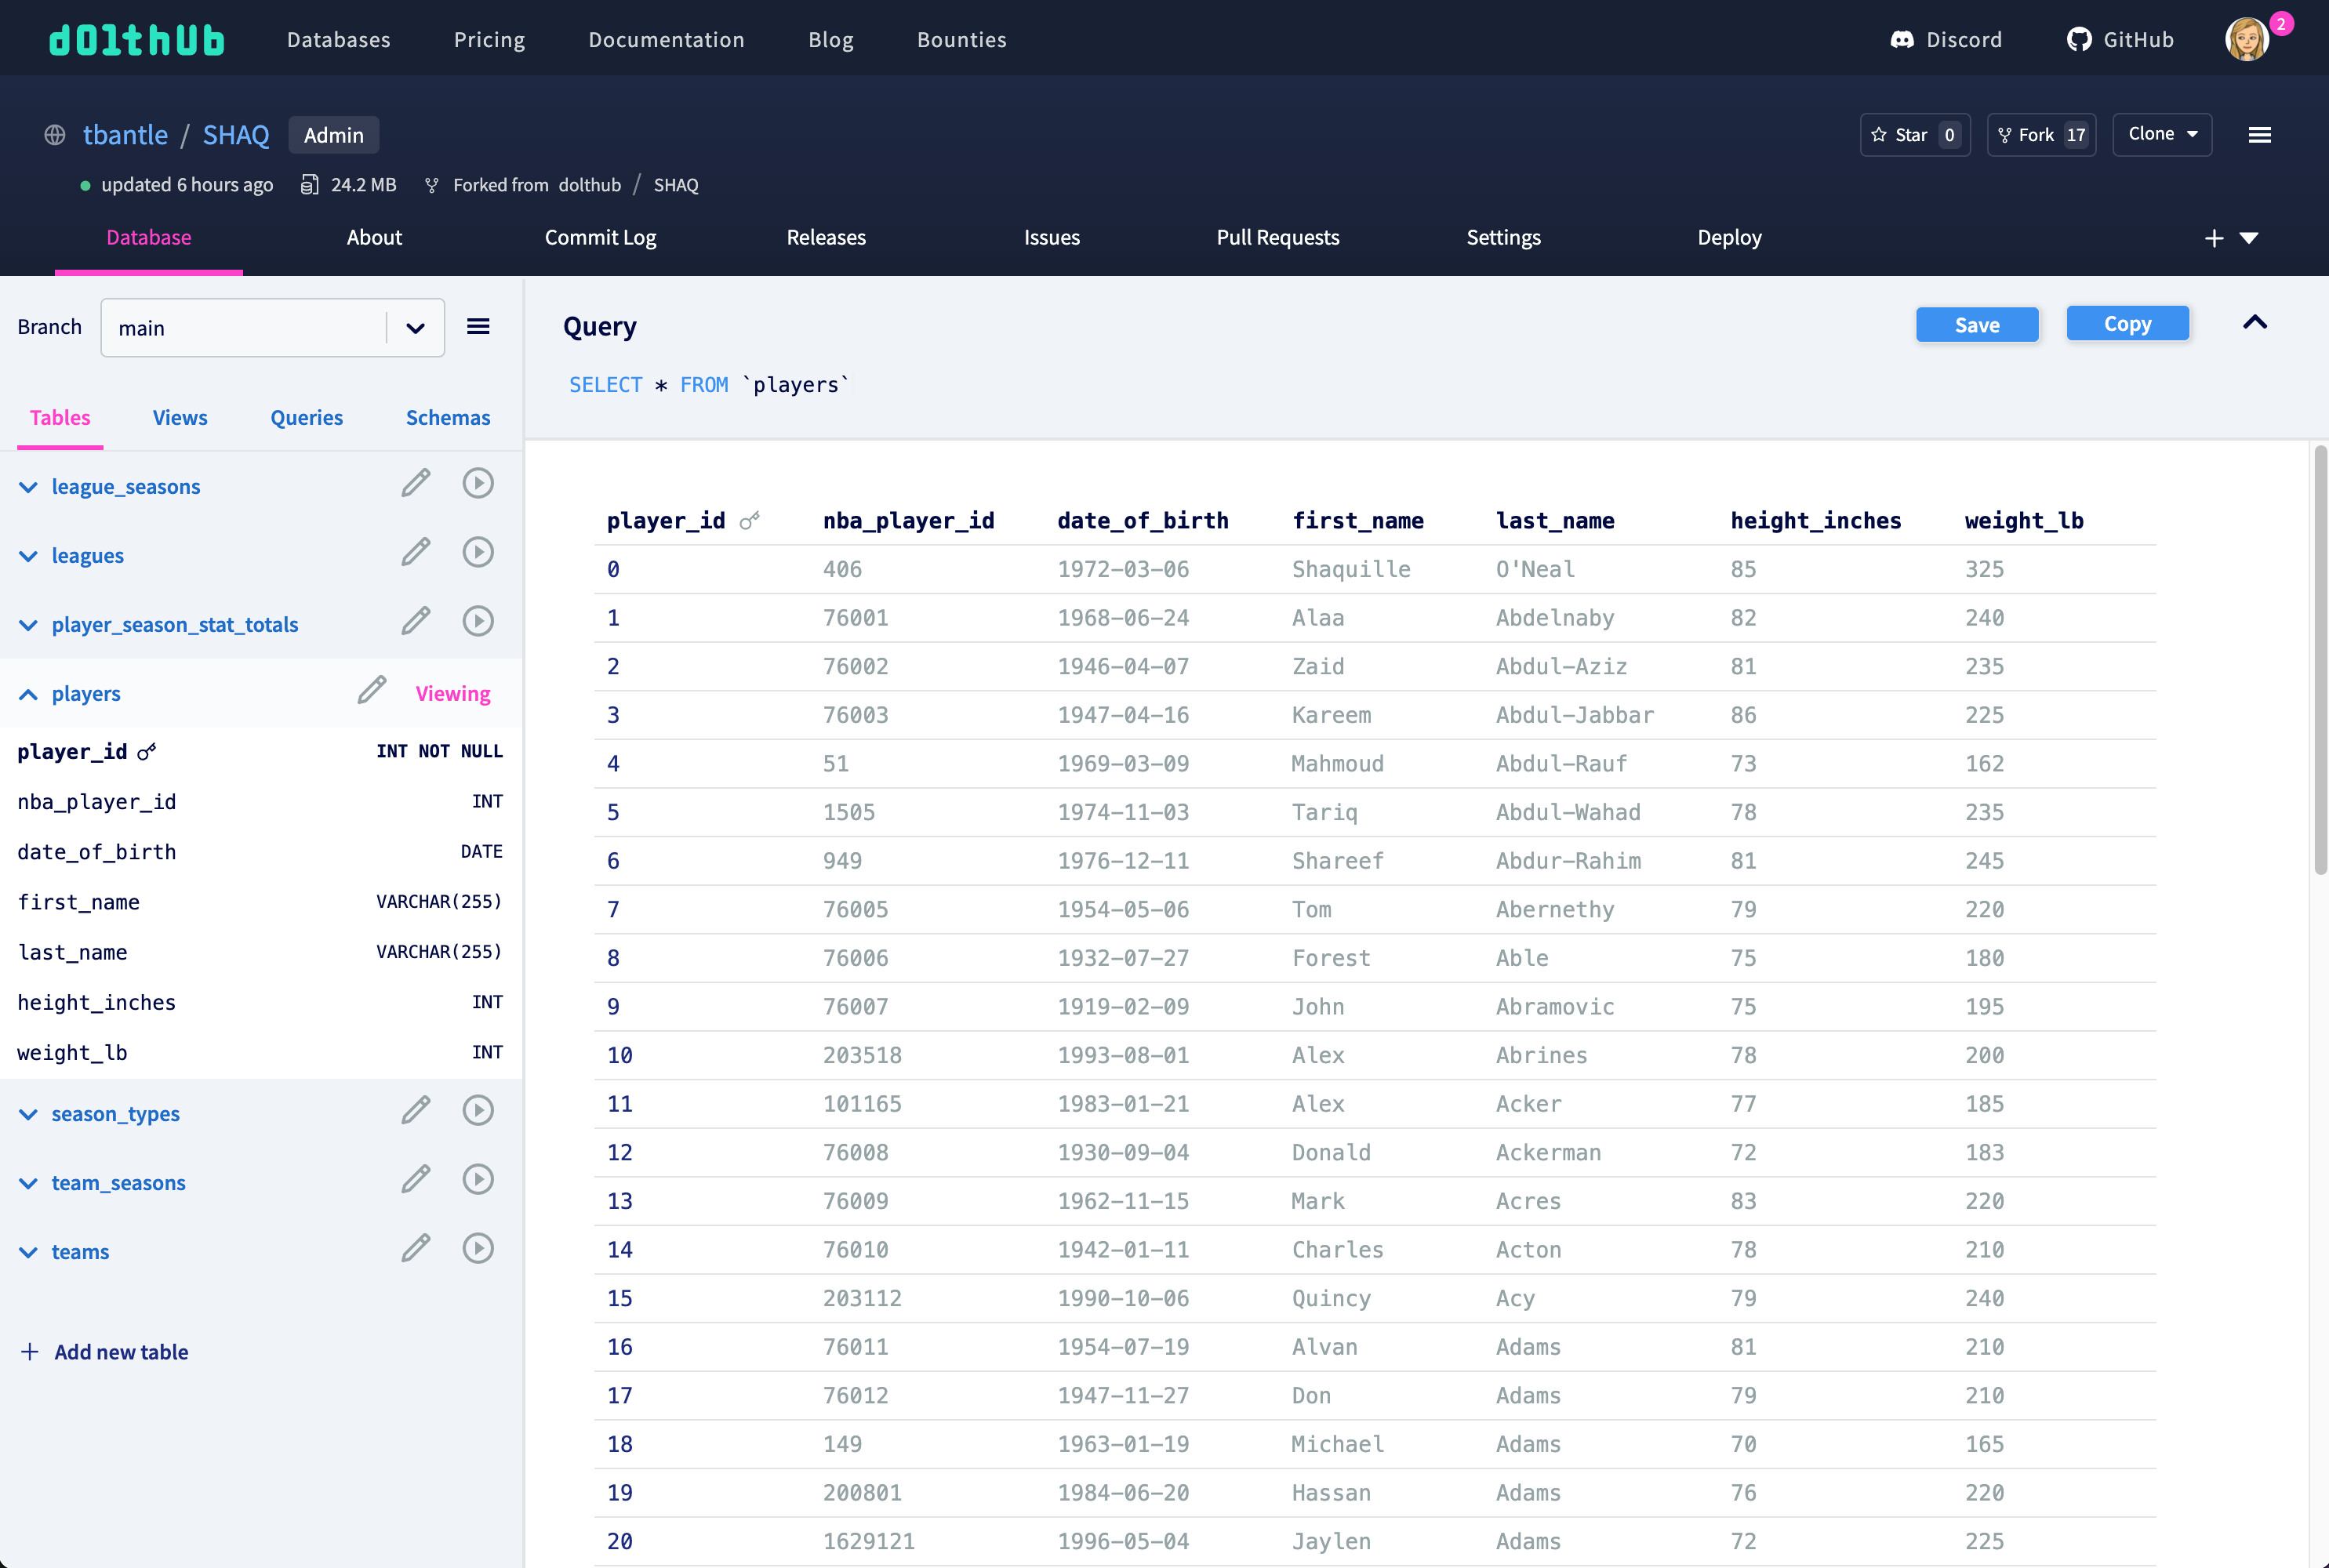 dolthub Databases Pricing Documentation Blog Bounties Discord GitHub 2
tbantle / SHAQ Admin Star 0 Fork 17 Clone
updated 6 hours ago 24.2 MB Forked from dolthub / SHAQ
Database About Commit Log Releases Issues Pull Requests Settings Deploy +
Branch main
Tables Views Queries Schemas
league_seasons
leagues
player_season_stat_totals
players Viewing
player_id INT NOT NULL
nba_player_id INT
date_of_birth DATE
first_name VARCHAR(255)
last_name VARCHAR(255)
height_inches INT
weight_lb INT
season_types
team_seasons
teams
+ Add new table
Query Save Copy
SELECT * FROM `players`
player_id nba_player_id date_of_birth first_name last_name height_inches weight_lb
0 406 1972-03-06 Shaquille O'Neal 85 325
1 76001 1968-06-24 Alaa Abdelnaby 82 240
2 76002 1946-04-07 Zaid Abdul-Aziz 81 235
3 76003 1947-04-16 Kareem Abdul-Jabbar 86 225
4 51 1969-03-09 Mahmoud Abdul-Rauf 73 162
5 1505 1974-11-03 Tariq Abdul-Wahad 78 235
6 949 1976-12-11 Shareef Abdur-Rahim 81 245
7 76005 1954-05-06 Tom Abernethy 79 220
8 76006 1932-07-27 Forest Able 75 180
9 76007 1919-02-09 John Abramovic 75 195
10 203518 1993-08-01 Alex Abrines 78 200
11 101165 1983-01-21 Alex Acker 77 185
12 76008 1930-09-04 Donald Ackerman 72 183
13 76009 1962-11-15 Mark Acres 83 220
14 76010 1942-01-11 Charles Acton 78 210
15 203112 1990-10-06 Quincy Acy 79 240
16 76011 1954-07-19 Alvan Adams 81 210
17 76012 1947-11-27 Don Adams 79 210
18 149 1963-01-19 Michael Adams 70 165
19 200801 1984-06-20 Hassan Adams 76 220
20 1629121 1996-05-04 Jaylen Adams 72 225